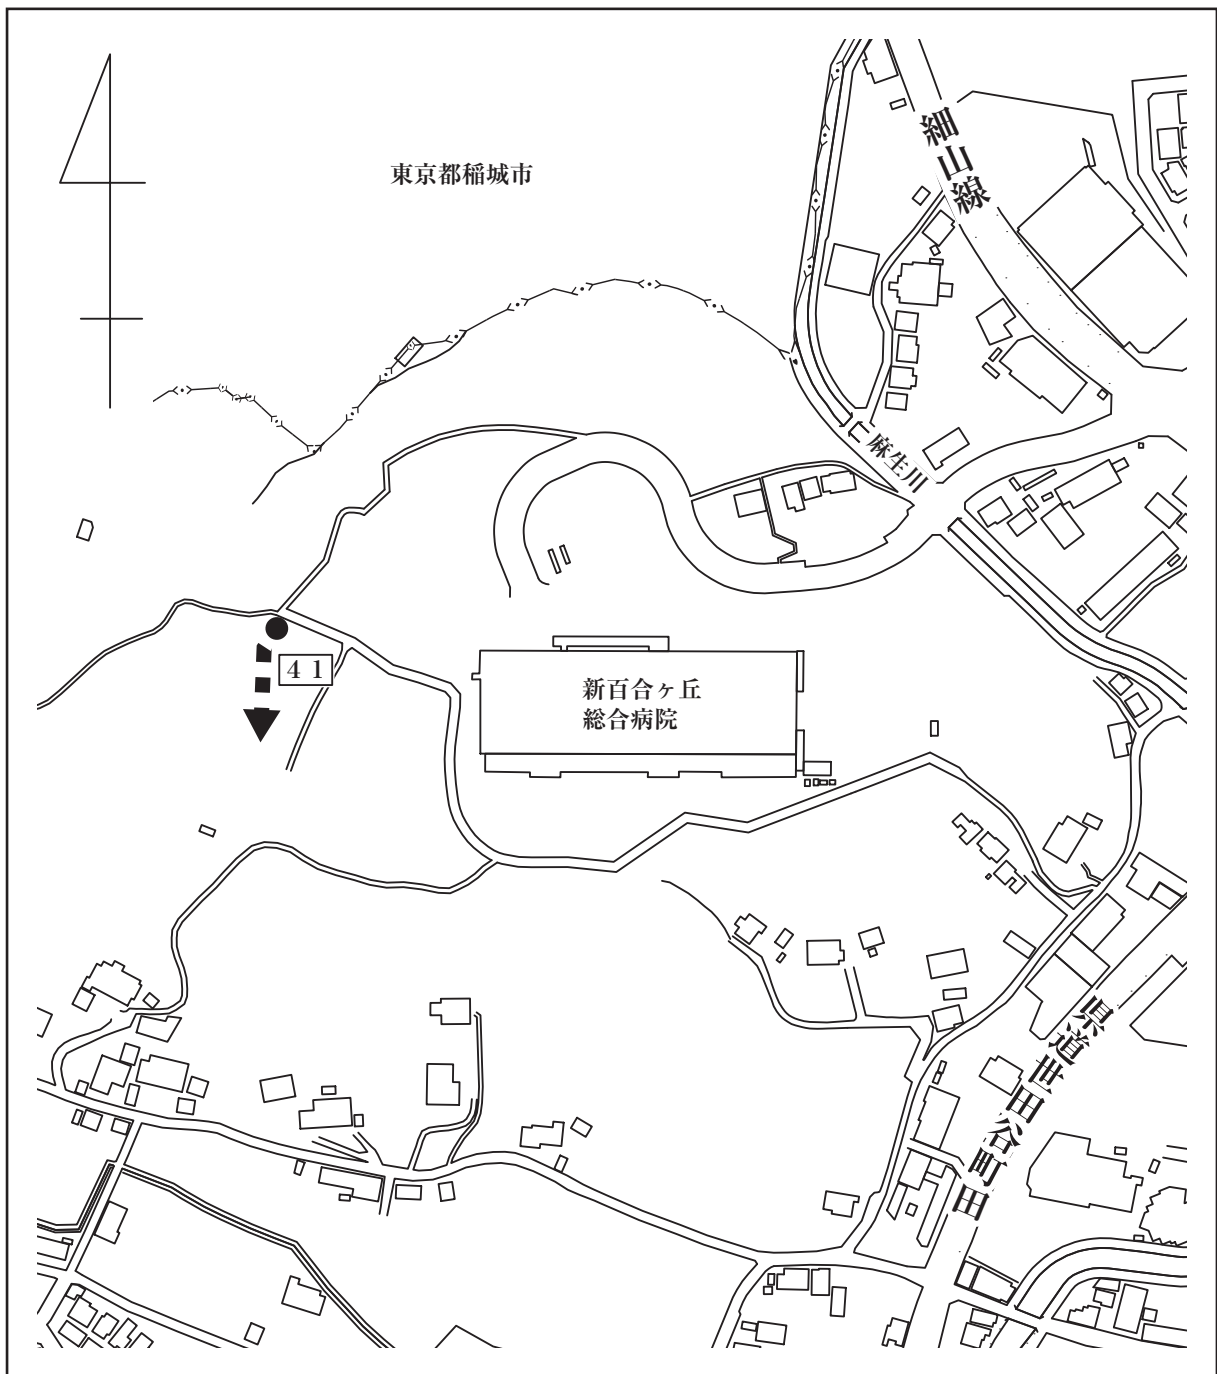 東京都稲城市
細山線
麻生川
41
新百合ヶ丘
総合病院
県道世田谷町田